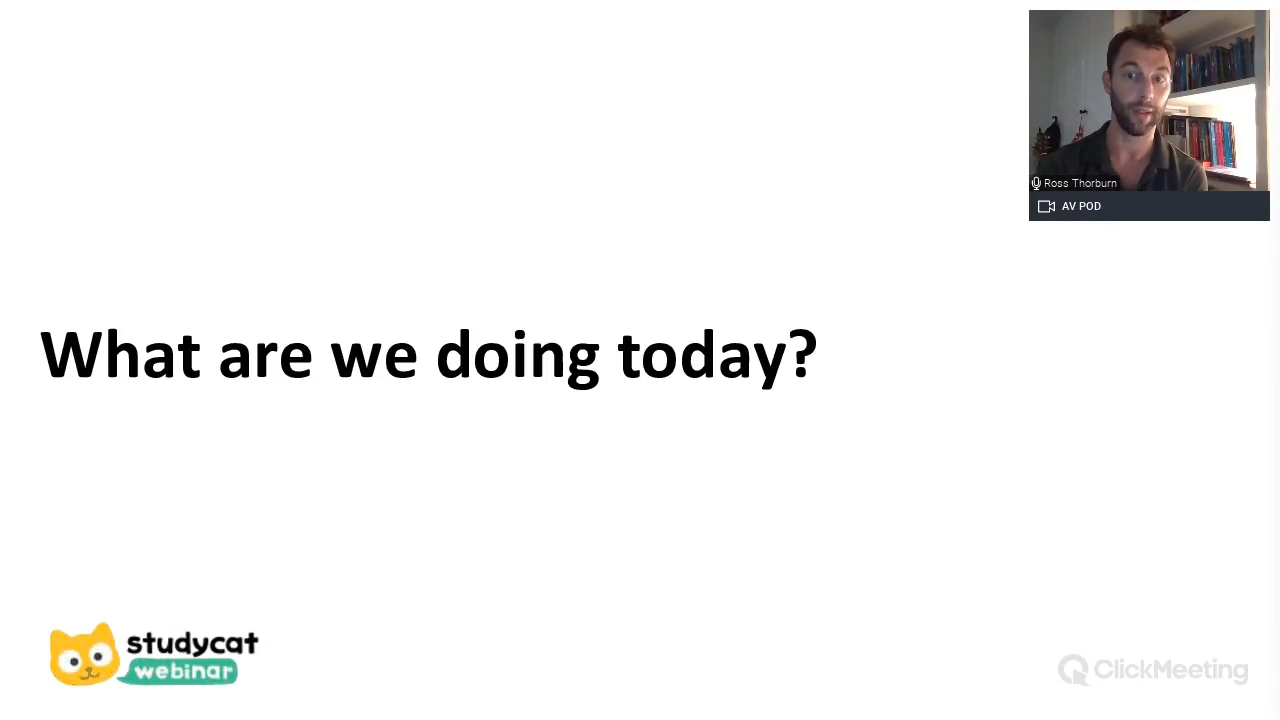 Ross Thorburn
AV POD
What are we doing today?
studycat
webinar
ClickMeeting